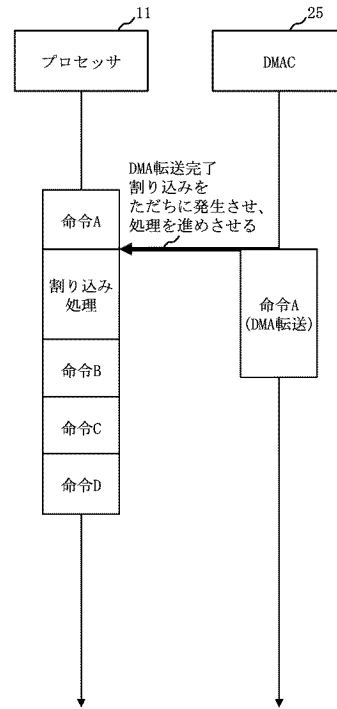 11
25
プロセッサ
DMAC
DMA転送完了
割り込みを
ただちに発生させ、
処理を進めさせる
命令A
割り込み
処理
命令A
(DMA転送)
命令B
命令C
命令D